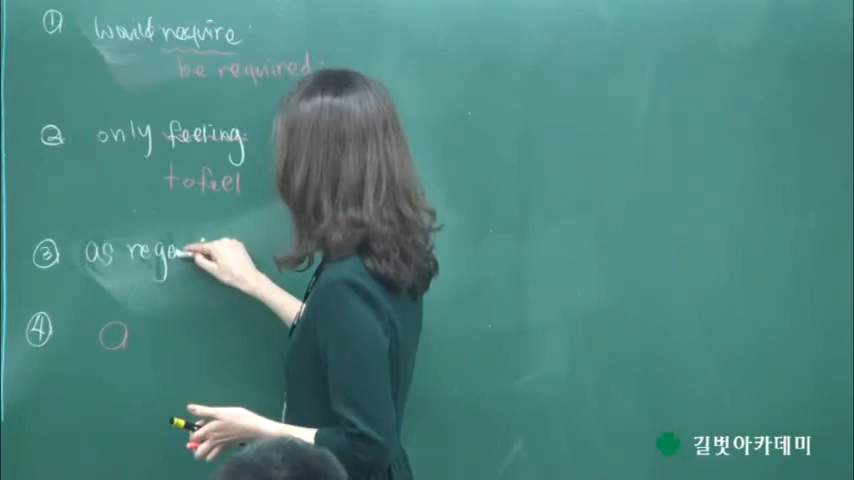 ① would require
be required
② only feeling
to feel
③ as
④ a
길벗아카데미